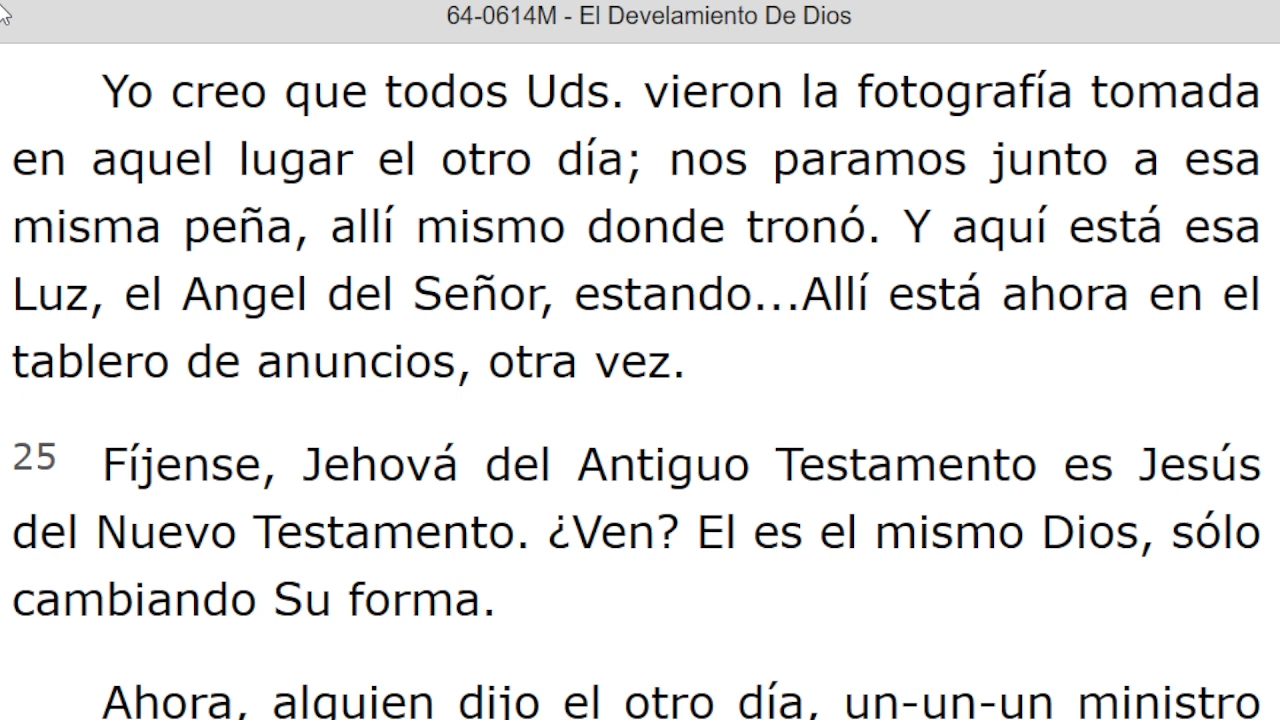 64-0614M - El Develamiento De Dios
Yo creo que todos Uds. vieron la fotografía tomada
en aquel lugar el otro día; nos paramos junto a esa
misma peña, allí mismo donde tronó. Y aquí está esa
Luz, el Angel del Señor, estando...Allí está ahora en el
tablero de anuncios, otra vez.
25 Fíjense, Jehová del Antiguo Testamento es Jesús
del Nuevo Testamento. ¿Ven? El es el mismo Dios, sólo
cambiando Su forma.
Ahora, alguien dijo el otro día, un-un-un ministro